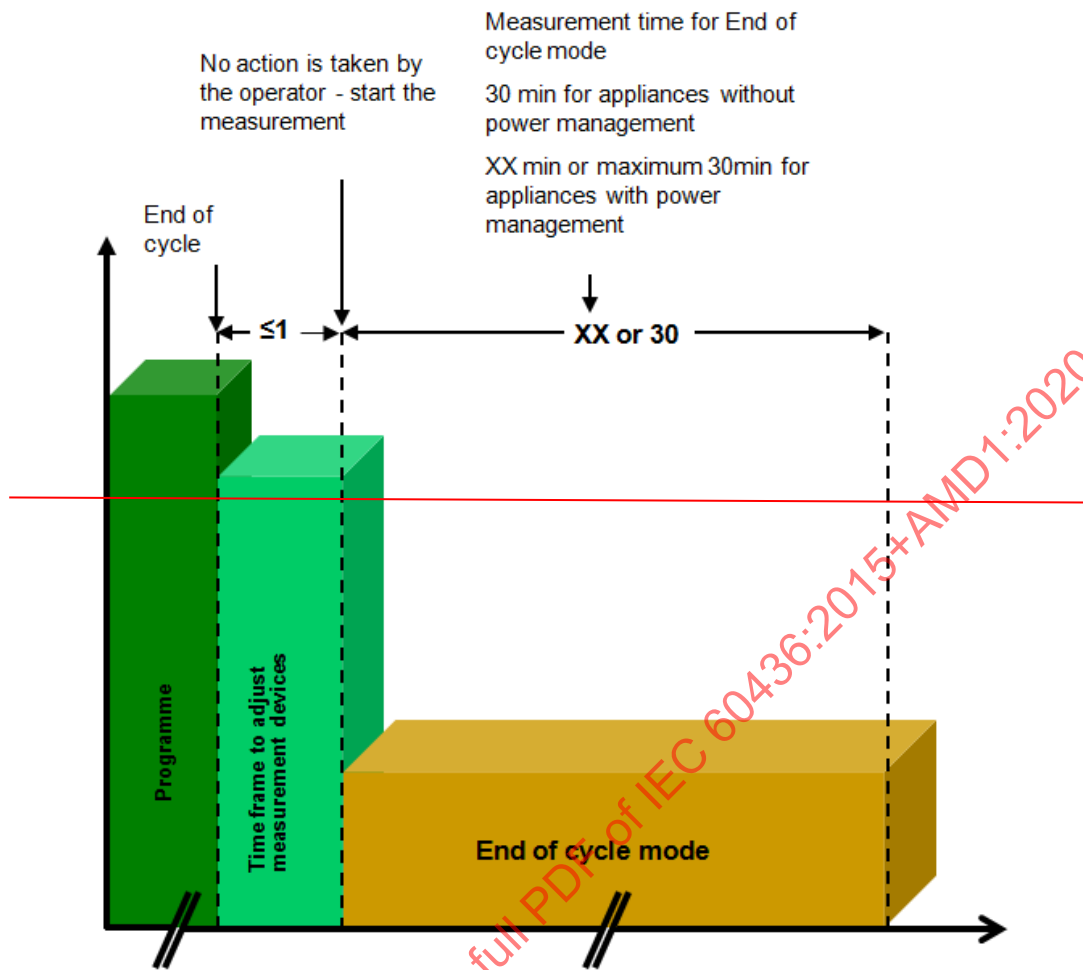 Measurement time for End of
cycle mode
30 min for appliances without
power management
XX min or maximum 30min for
appliances with power
management
No action is taken by
the operator - start the
measurement
End of
cycle
≤1
XX or 30
Programme
Time frame to adjust
measurement devices
End of cycle mode
full PDF of IEC 60436:2015+AMD1:2020